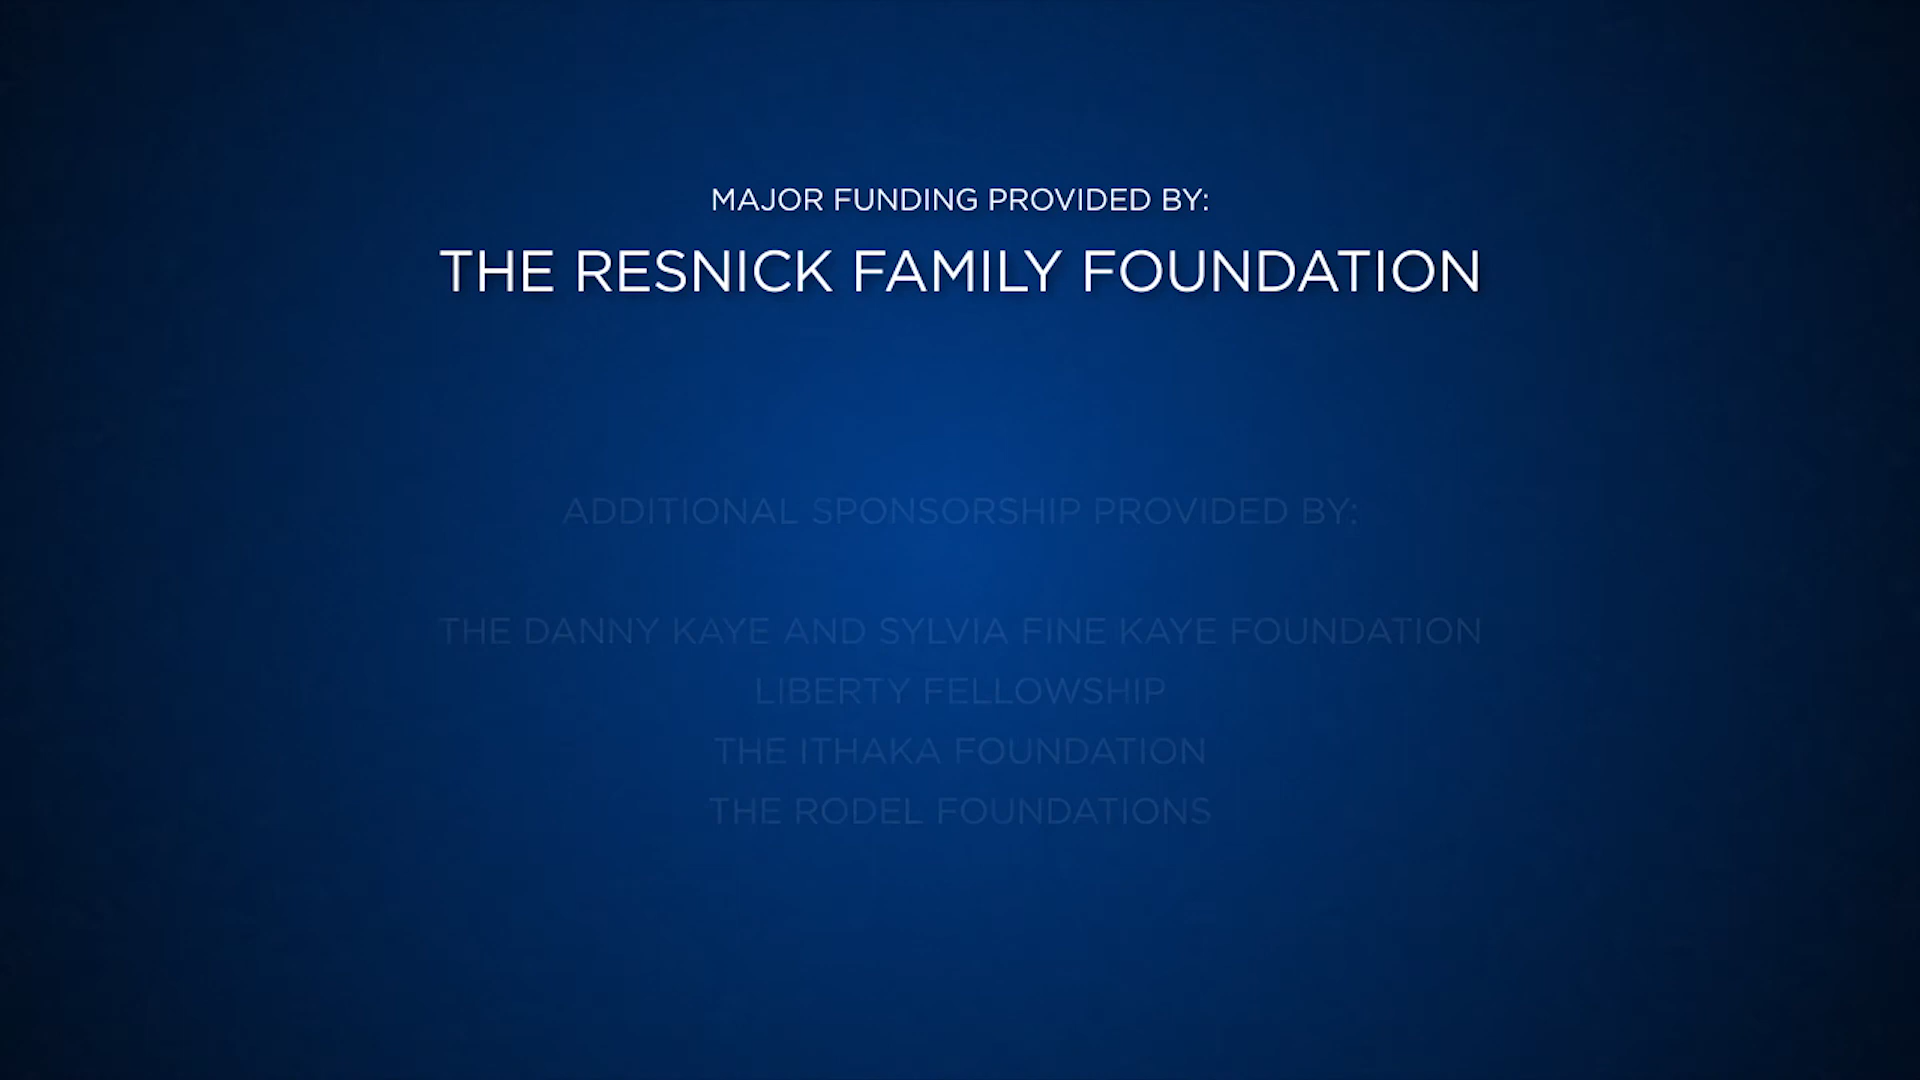 MAJOR FUNDING PROVIDED BY:
THE RESNICK FAMILY FOUNDATION
ADDITIONAL SPONSORSHIP PROVIDED BY:
THE DANNY KAYE AND SYLVIA FINE KAYE FOUNDATION
LIBERTY FELLOWSHIP
THE ITHAKA FOUNDATION
THE RODEL FOUNDATIONS